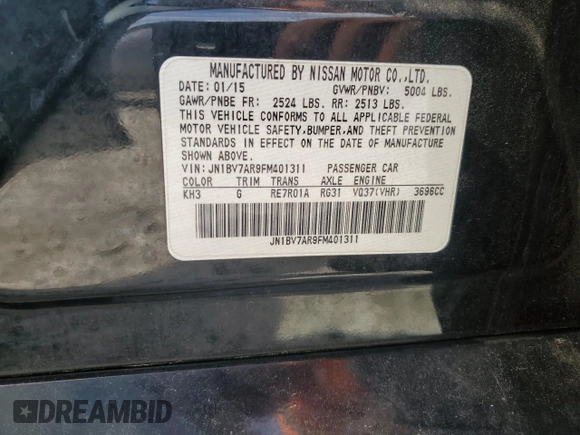 MANUFACTURED BY NISSAN MOTOR CO.,LTD.
DATE: 01/15 GVWR/PNBV: 5004 LBS.
GAWR/PNBE FR: 2524 LBS. RR: 2513 LBS.
THIS VEHICLE CONFORMS TO ALL APPLICABLE FEDERAL
MOTOR VEHICLE SAFETY,BUMPER,AND THEFT PREVENTION
STANDARDS IN EFFECT ON THE DATE OF MANUFACTURE
SHOWN ABOVE.
VIN: JN1BV7AR9FM401311 PASSENGER CAR
COLOR TRIM TRANS AXLE ENGINE
KH3 G RE7R01A RG31 VQ37(VHR) 3696CC
JN1BV7AR9FM401311
DREAMBID